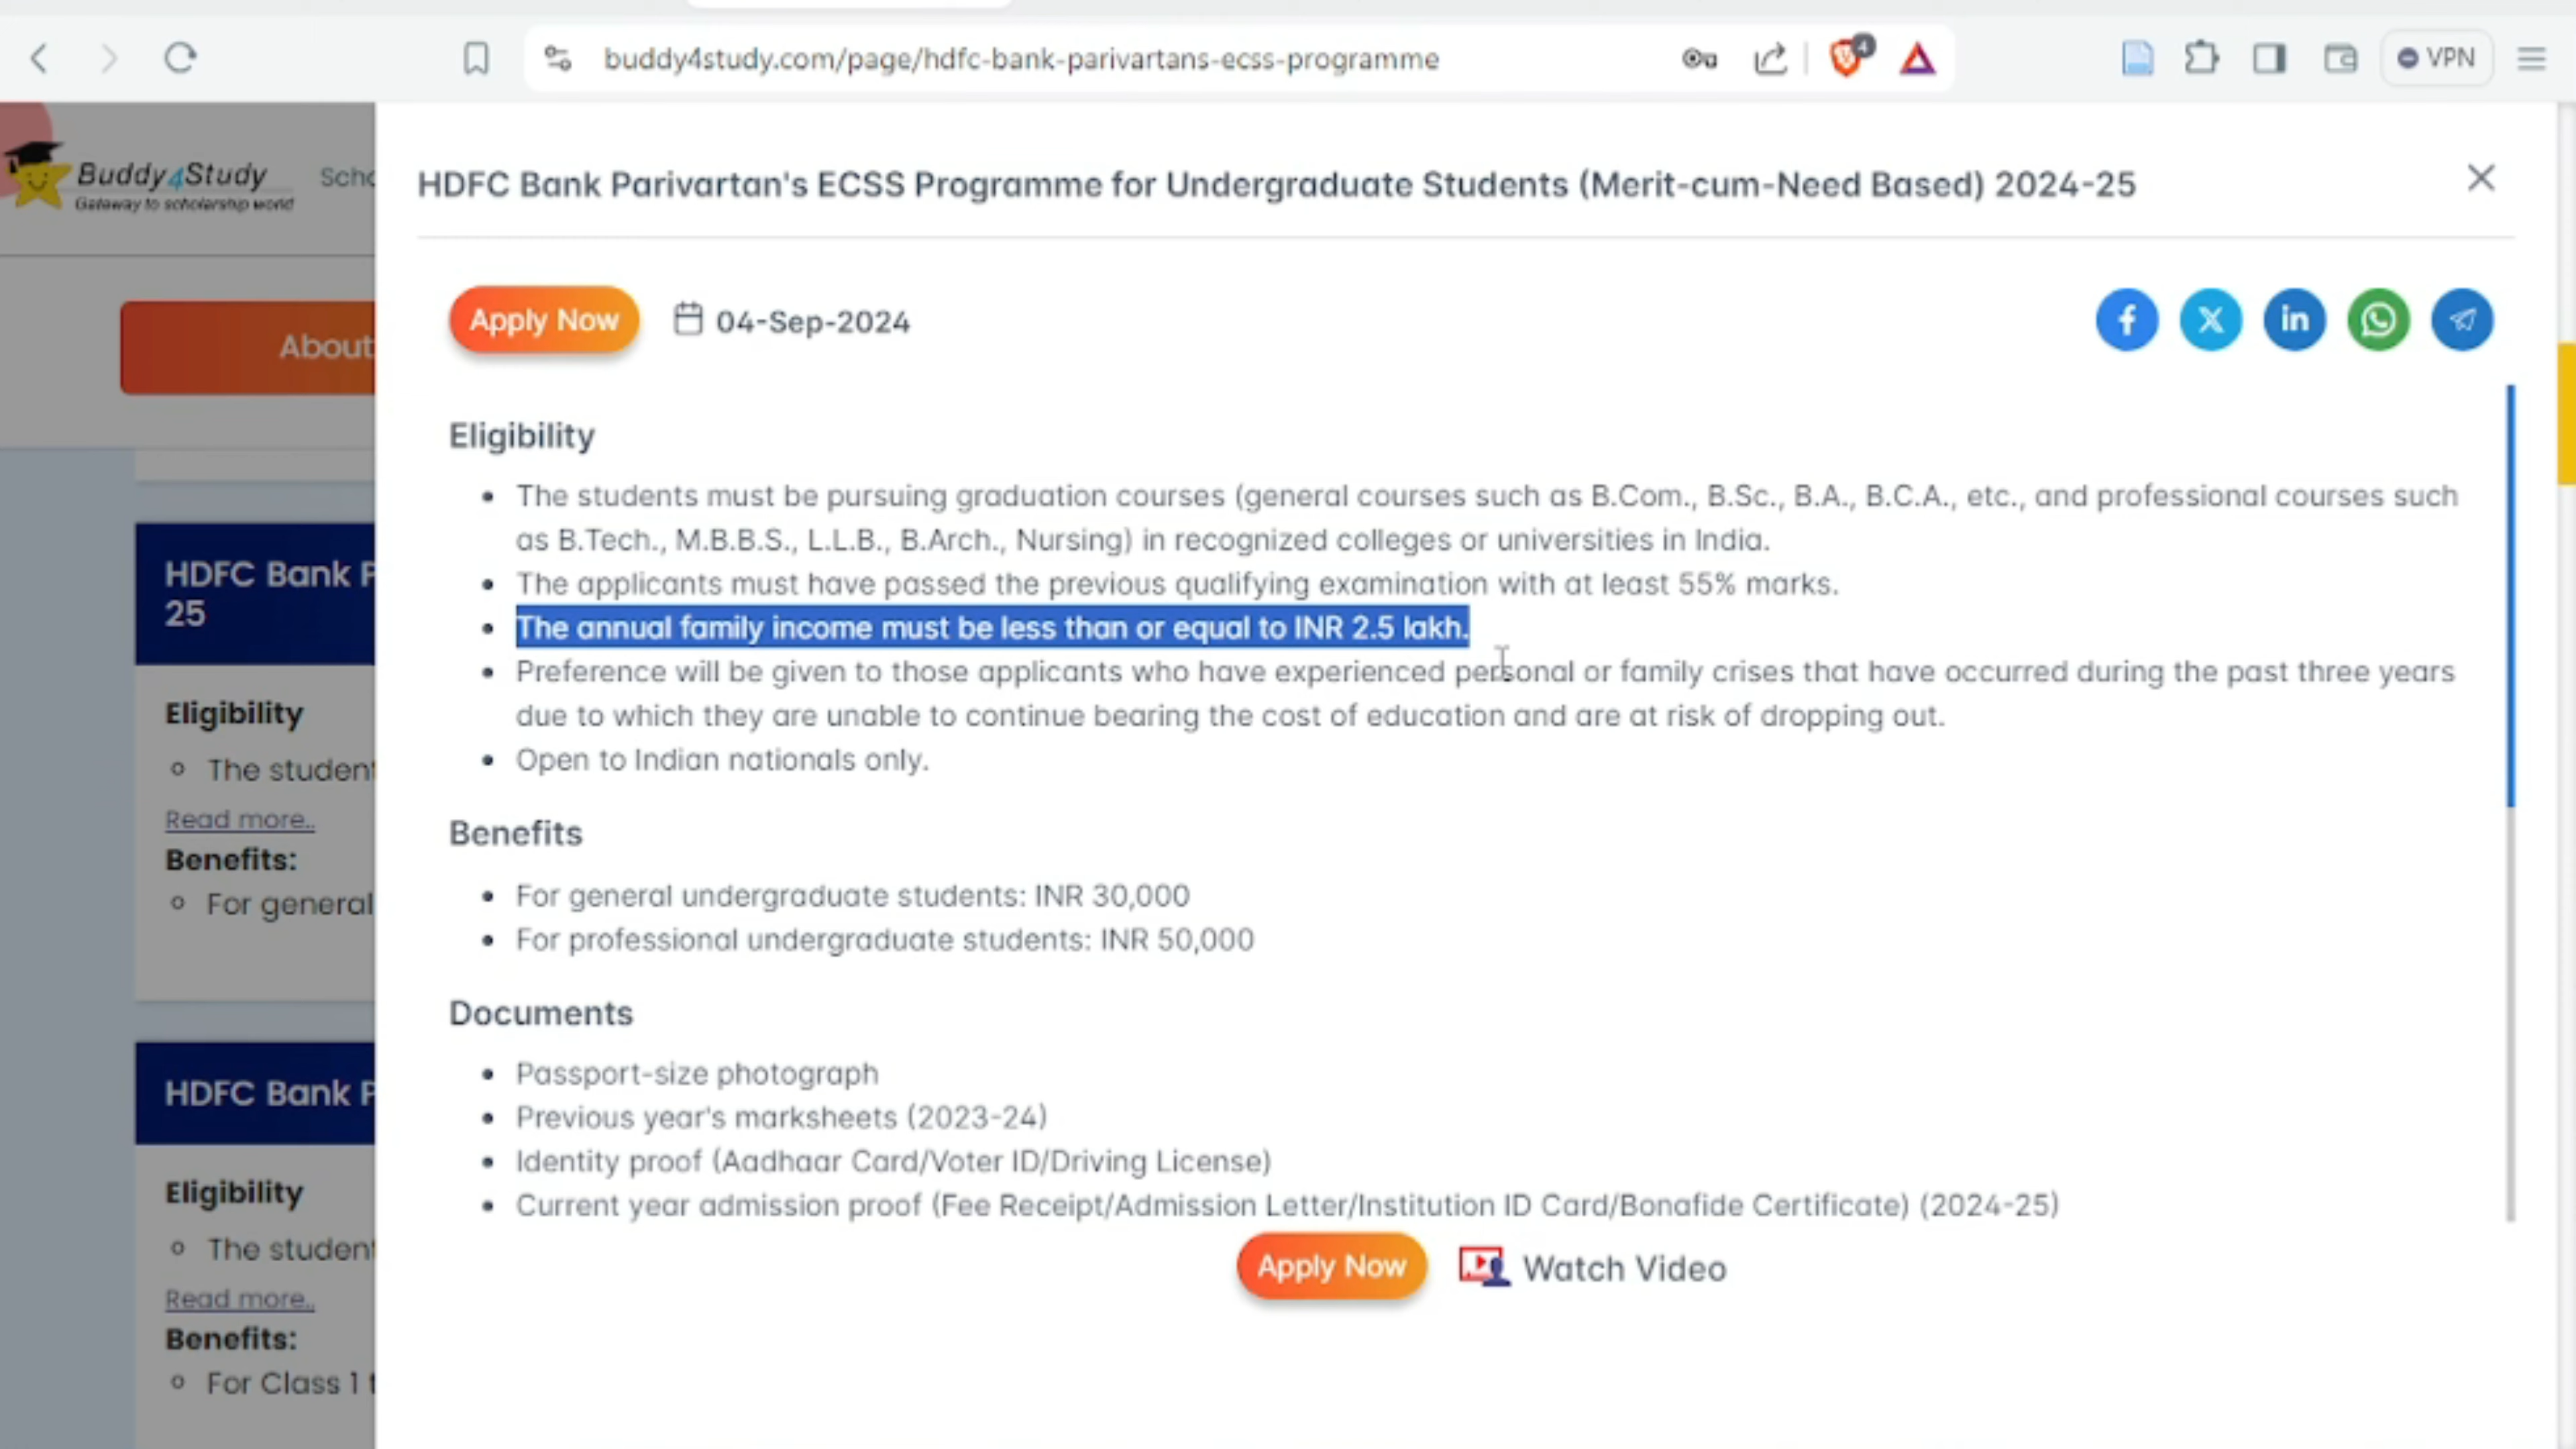 buddy4study.com/page/hdfc-bank-parivartans-ecss-programme
4
VPN
Buddy4Study
Gateway to scholarship world
About
HDFC Bank
25
Eligibility
The student
Read more..
Benefits:
For general
HDFC Bank
Eligibility
The student
Read more..
Benefits:
For Class 1
HDFC Bank Parivartan's ECSS Programme for Undergraduate Students (Merit-cum-Need Based) 2024-25
Apply Now
04-Sep-2024
Eligibility
The students must be pursuing graduation courses (general courses such as B.Com., B.Sc., B.A., B.C.A., etc., and professional courses such
as B.Tech., M.B.B.S., L.L.B., B.Arch., Nursing) in recognized colleges or universities in India.
The applicants must have passed the previous qualifying examination with at least 55% marks.
The annual family income must be less than or equal to INR 2.5 lakh.
Preference will be given to those applicants who have experienced personal or family crises that have occurred during the past three years
due to which they are unable to continue bearing the cost of education and are at risk of dropping out.
Open to Indian nationals only.
Benefits
For general undergraduate students: INR 30,000
For professional undergraduate students: INR 50,000
Documents
Passport-size photograph
Previous year's marksheets (2023-24)
Identity proof (Aadhaar Card/Voter ID/Driving License)
Current year admission proof (Fee Receipt/Admission Letter/Institution ID Card/Bonafide Certificate) (2024-25)
Apply Now
Watch Video